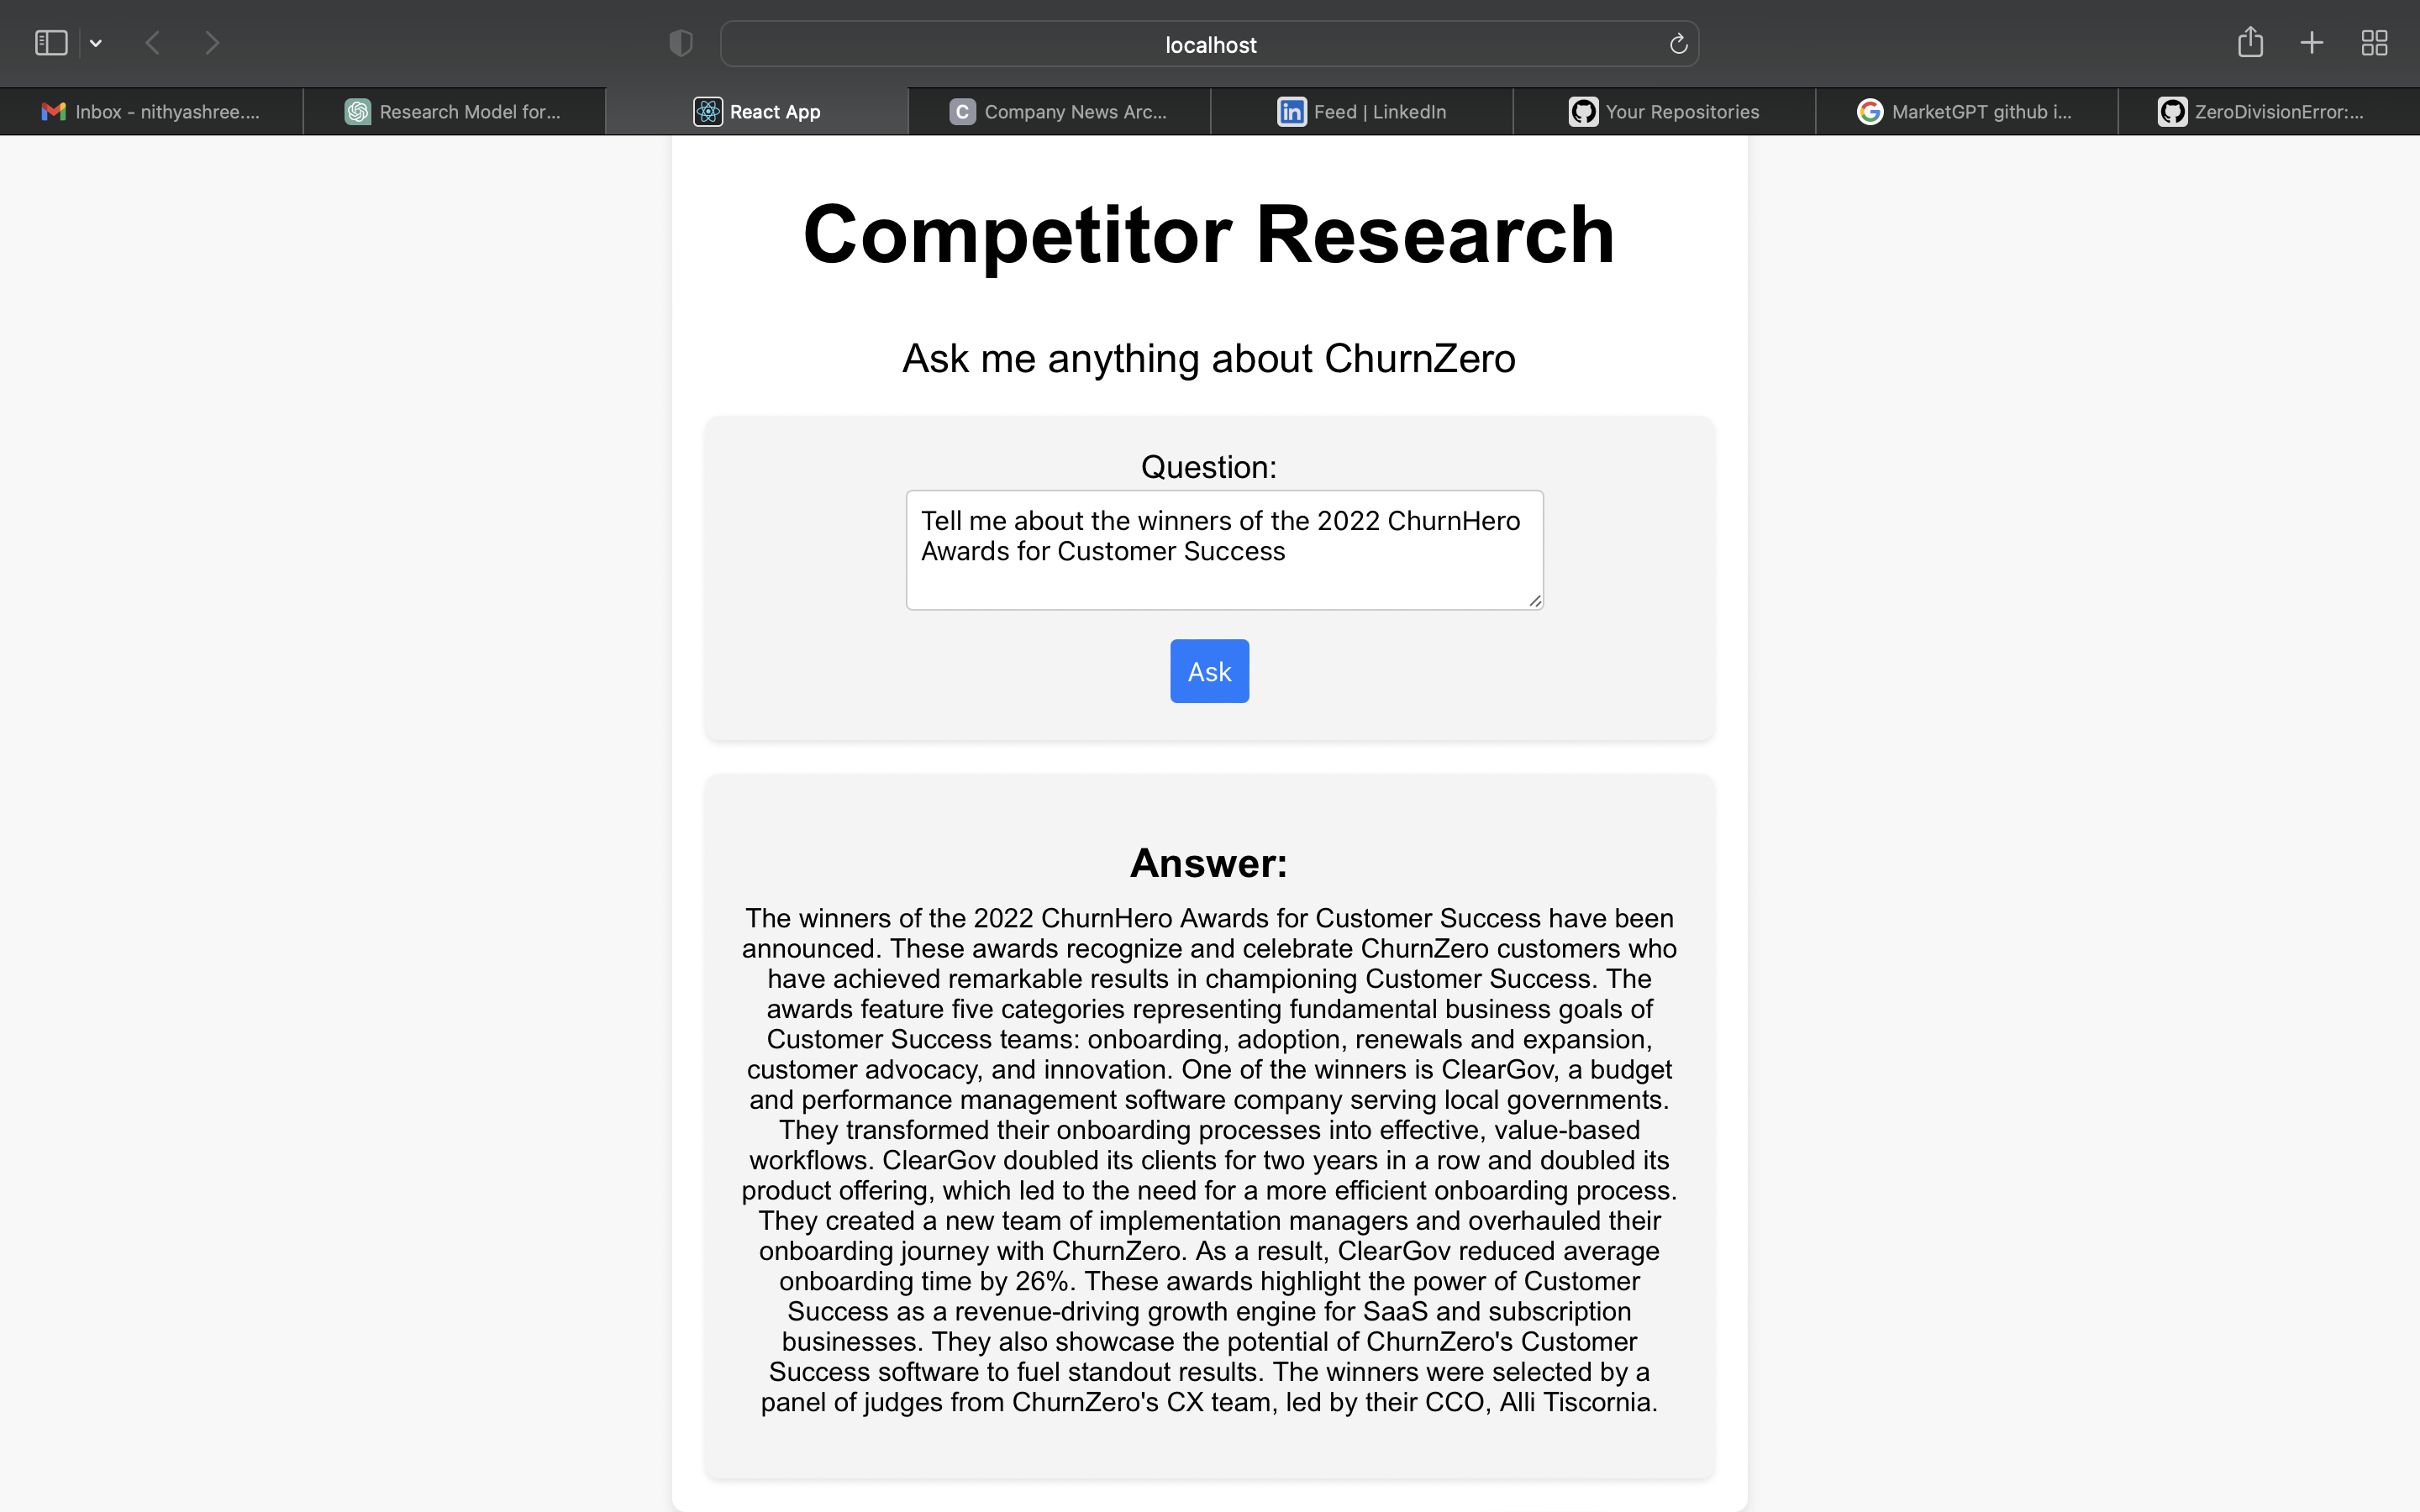 localhost
Inbox - nithyashree....
Research Model for...
React App
C Company News Arc...
in Feed | LinkedIn
Your Repositories
G MarketGPT github i...
ZeroDivisionError:...
Competitor Research
Ask me anything about ChurnZero
Question:
Tell me about the winners of the 2022 ChurnHero
Awards for Customer Success
Ask
Answer:
The winners of the 2022 ChurnHero Awards for Customer Success have been
announced. These awards recognize and celebrate ChurnZero customers who
have achieved remarkable results in championing Customer Success. The
awards feature five categories representing fundamental business goals of
Customer Success teams: onboarding, adoption, renewals and expansion,
customer advocacy, and innovation. One of the winners is ClearGov, a budget
and performance management software company serving local governments.
They transformed their onboarding processes into effective, value-based
workflows. ClearGov doubled its clients for two years in a row and doubled its
product offering, which led to the need for a more efficient onboarding process.
They created a new team of implementation managers and overhauled their
onboarding journey with ChurnZero. As a result, ClearGov reduced average
onboarding time by 26%. These awards highlight the power of Customer
Success as a revenue-driving growth engine for SaaS and subscription
businesses. They also showcase the potential of ChurnZero's Customer
Success software to fuel standout results. The winners were selected by a
panel of judges from ChurnZero's CX team, led by their CCO, Alli Tiscornia.